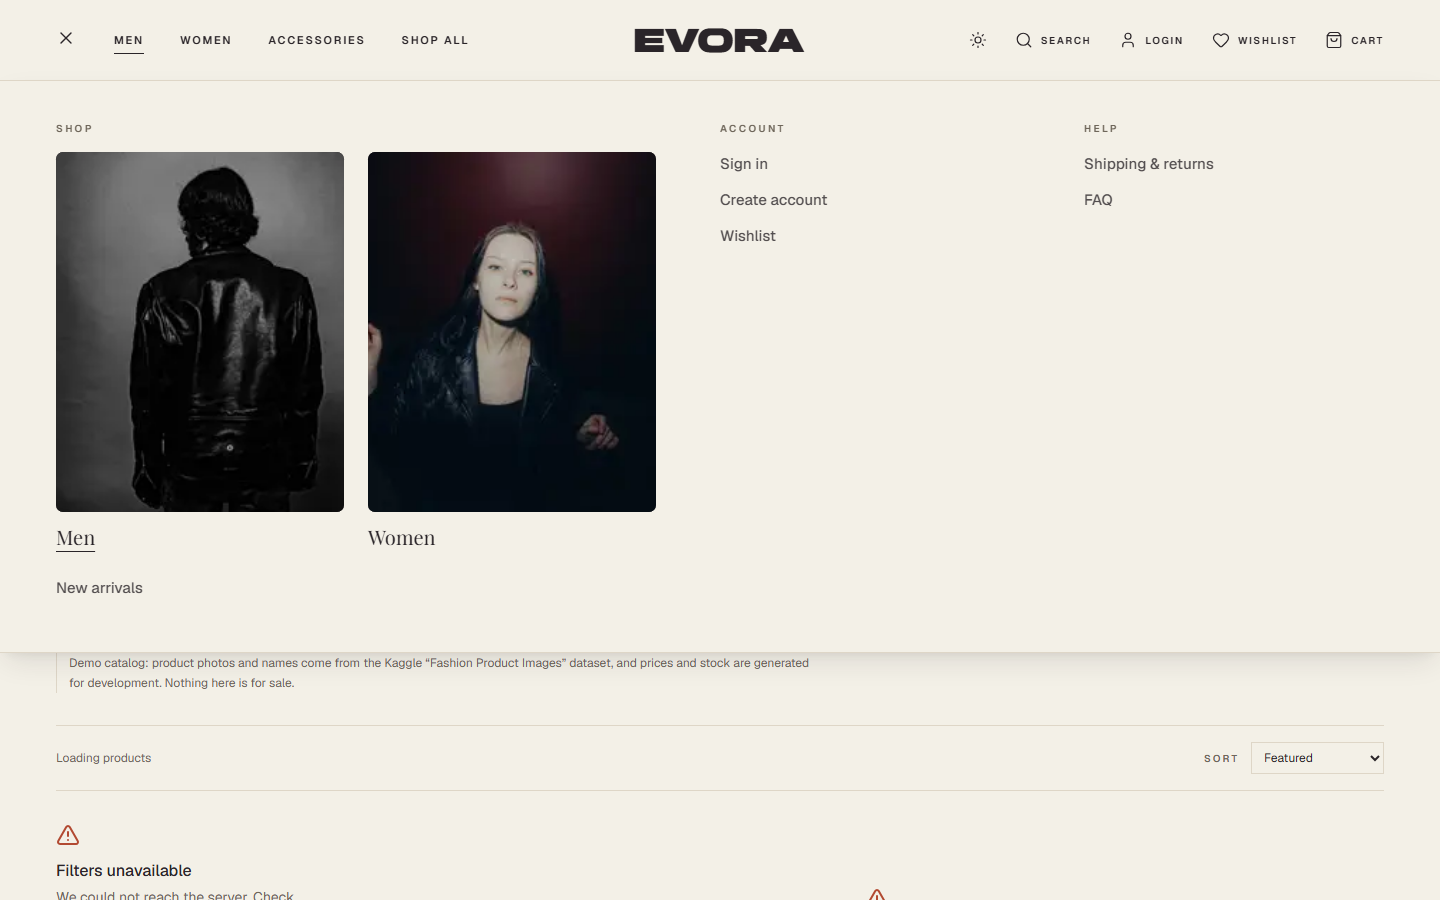 MEN WOMEN ACCESSORIES SHOP ALL EVORA SEARCH LOGIN WISHLIST CART
SHOP
Men
Women
New arrivals
ACCOUNT
Sign in
Create account
Wishlist
HELP
Shipping & returns
FAQ
Demo catalog: product photos and names come from the Kaggle “Fashion Product Images” dataset, and prices and stock are generated
for development. Nothing here is for sale.
Loading products
SORT Featured
Filters unavailable
We could not reach the server. Check